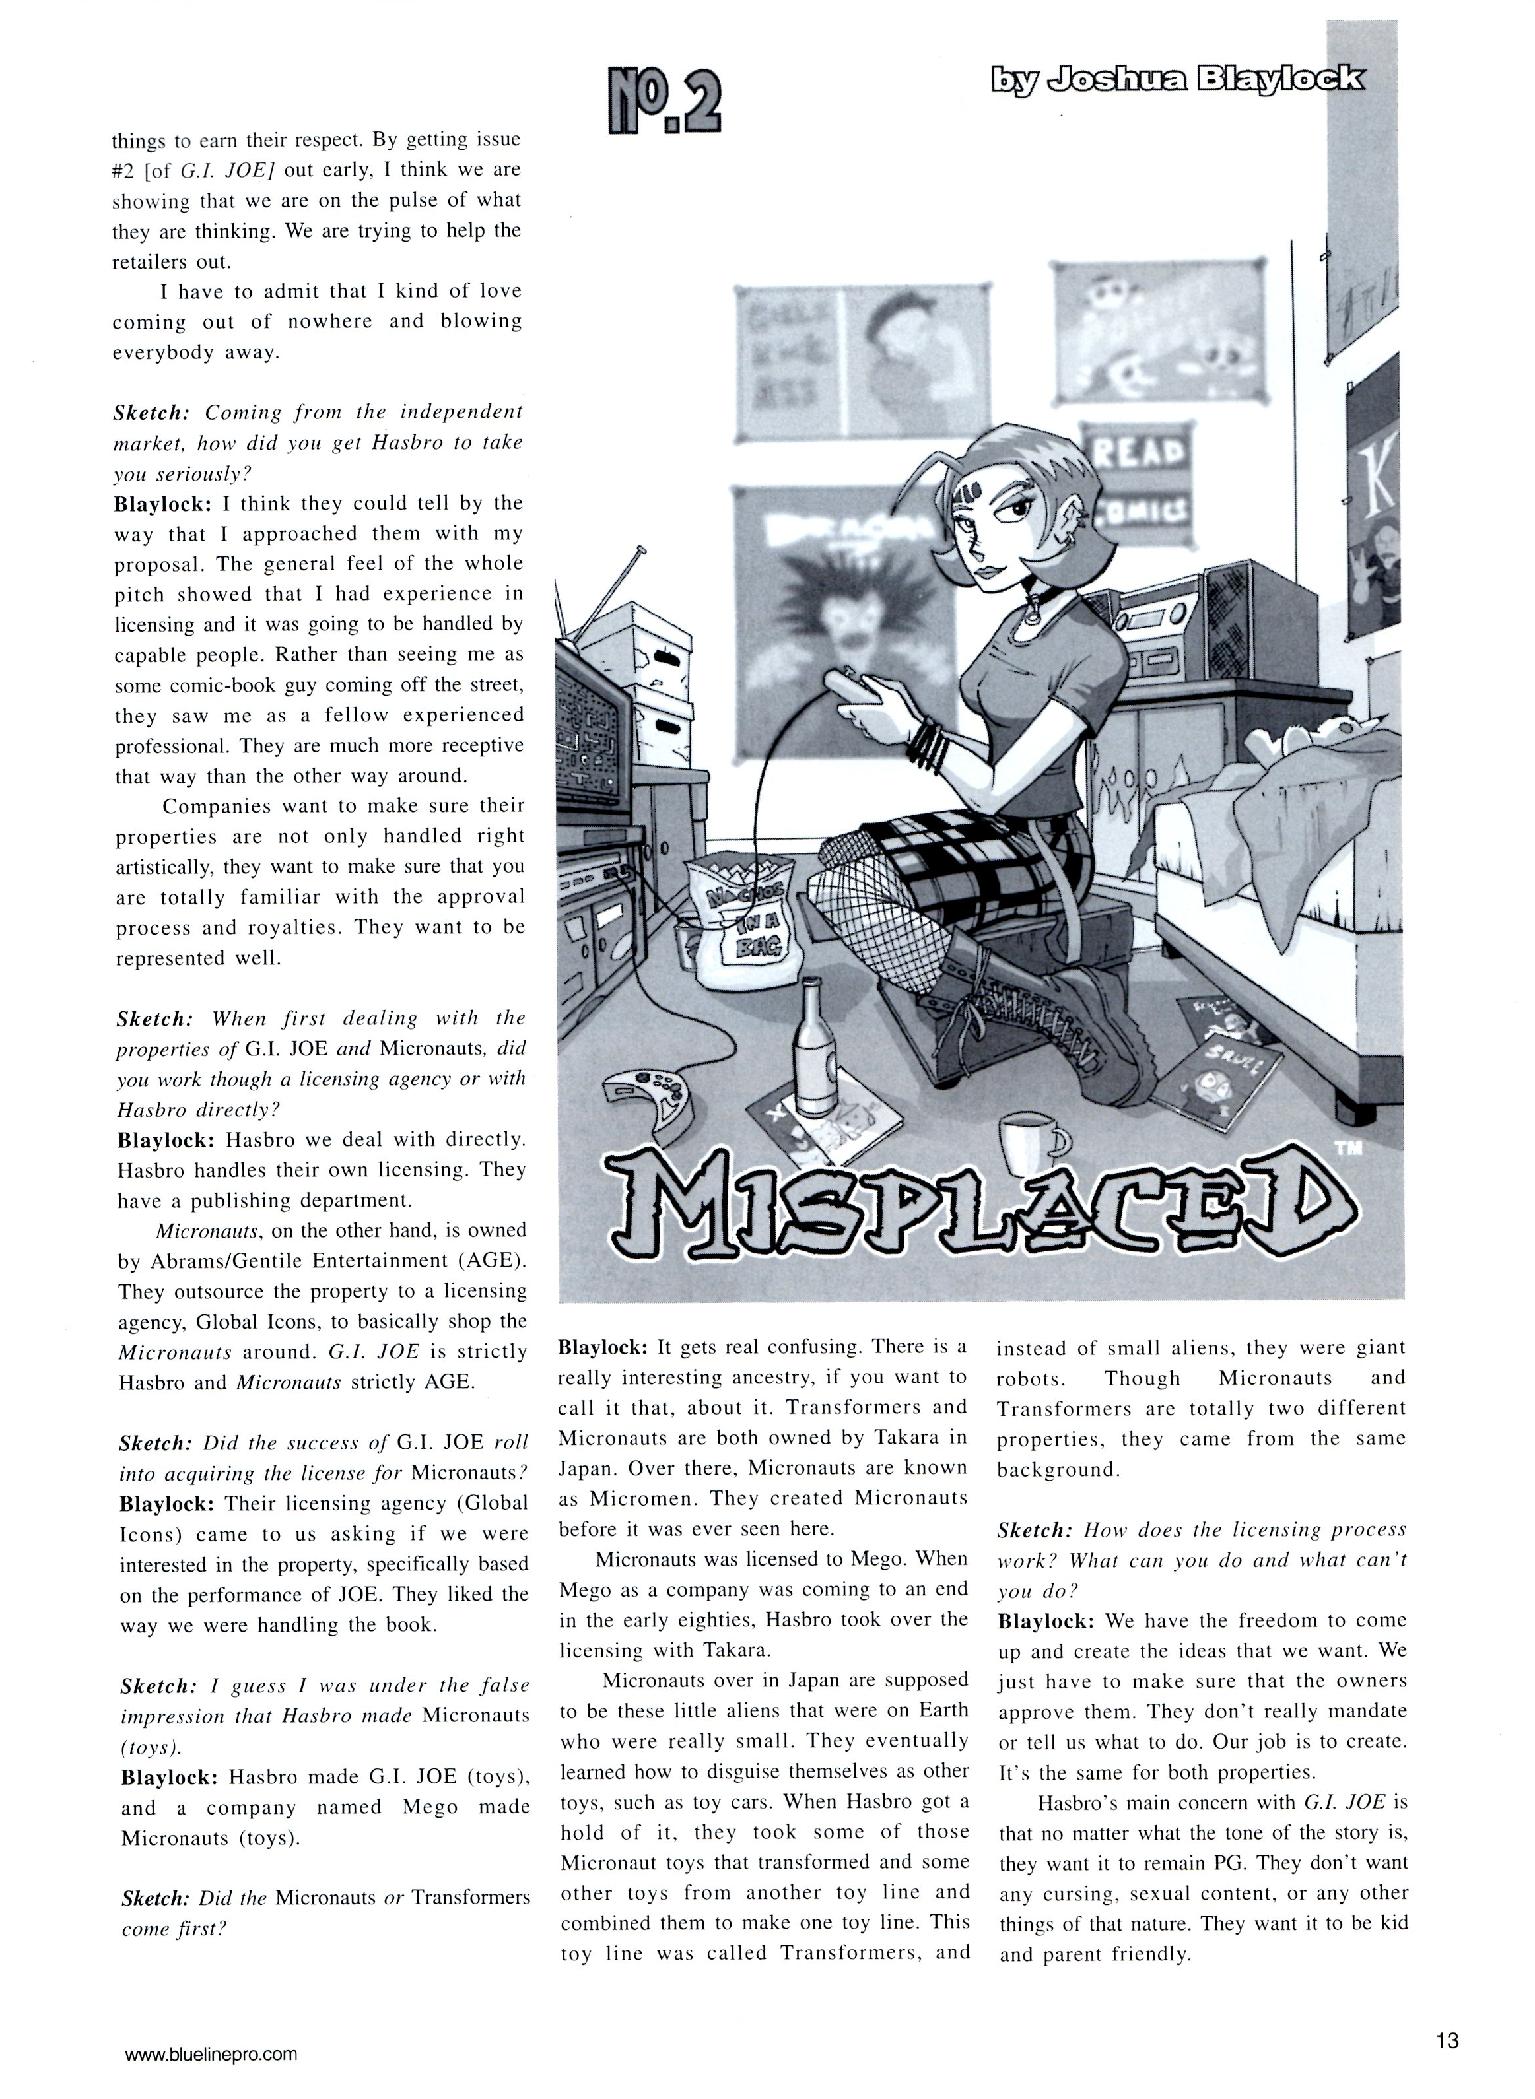 No.2
by Joshua Blaylock
things to earn their respect. By getting issue
#2 [of G.I. JOE] out early, I think we are
showing that we are on the pulse of what
they are thinking. We are trying to help the
retailers out.
I have to admit that I kind of love
coming out of nowhere and blowing
everybody away.
Sketch: Coming from the independent
market, how did you get Hasbro to take
you seriously?
Blaylock: I think they could tell by the
way that I approached them with my
proposal. The general feel of the whole
pitch showed that I had experience in
licensing and it was going to be handled by
capable people. Rather than seeing me as
some comic-book guy coming off the street,
they saw me as a fellow experienced
professional. They are much more receptive
that way than the other way around.
Companies want to make sure their
properties are not only handled right
artistically, they want to make sure that you
are totally familiar with the approval
process and royalties. They want to be
represented well.
Sketch: When first dealing with the
properties of G.I. JOE and Micronauts, did
you work though a licensing agency or with
Hasbro directly?
Blaylock: Hasbro we deal with directly.
Hasbro handles their own licensing. They
have a publishing department.
Micronauts, on the other hand, is owned
by Abrams/Gentile Entertainment (AGE).
They outsource the property to a licensing
agency, Global Icons, to basically shop the
Micronauts around. G.I. JOE is strictly
Hasbro and Micronauts strictly AGE.
Sketch: Did the success of G.I. JOE roll
into acquiring the license for Micronauts?
Blaylock: Their licensing agency (Global
Icons) came to us asking if we were
interested in the property, specifically based
on the performance of JOE. They liked the
way we were handling the book.
Sketch: I guess I was under the false
impression that Hasbro made Micronauts
(toys).
Blaylock: Hasbro made G.I. JOE (toys),
and a company named Mego made
Micronauts (toys).
Sketch: Did the Micronauts or Transformers
come first?
GIRLZ
KICK
ASS
READ
COMICS
K
NACHOS
IN A
BAG
X
MISPLACED TM
Blaylock: It gets real confusing. There is a
really interesting ancestry, if you want to
call it that, about it. Transformers and
Micronauts are both owned by Takara in
Japan. Over there, Micronauts are known
as Micromen. They created Micronauts
before it was ever seen here.
Micronauts was licensed to Mego. When
Mego as a company was coming to an end
in the early eighties, Hasbro took over the
licensing with Takara.
Micronauts over in Japan are supposed
to be these little aliens that were on Earth
who were really small. They eventually
learned how to disguise themselves as other
toys, such as toy cars. When Hasbro got a
hold of it, they took some of those
Micronaut toys that transformed and some
other toys from another toy line and
combined them to make one toy line. This
toy line was called Transformers, and
instead of small aliens, they were giant
robots. Though Micronauts and
Transformers are totally two different
properties, they came from the same
background.
Sketch: How does the licensing process
work? What can you do and what can't
you do?
Blaylock: We have the freedom to come
up and create the ideas that we want. We
just have to make sure that the owners
approve them. They don't really mandate
or tell us what to do. Our job is to create.
It's the same for both properties.
Hasbro's main concern with G.I. JOE is
that no matter what the tone of the story is,
they want it to remain PG. They don't want
any cursing, sexual content, or any other
things of that nature. They want it to be kid
and parent friendly.
www.bluelinepro.com
13